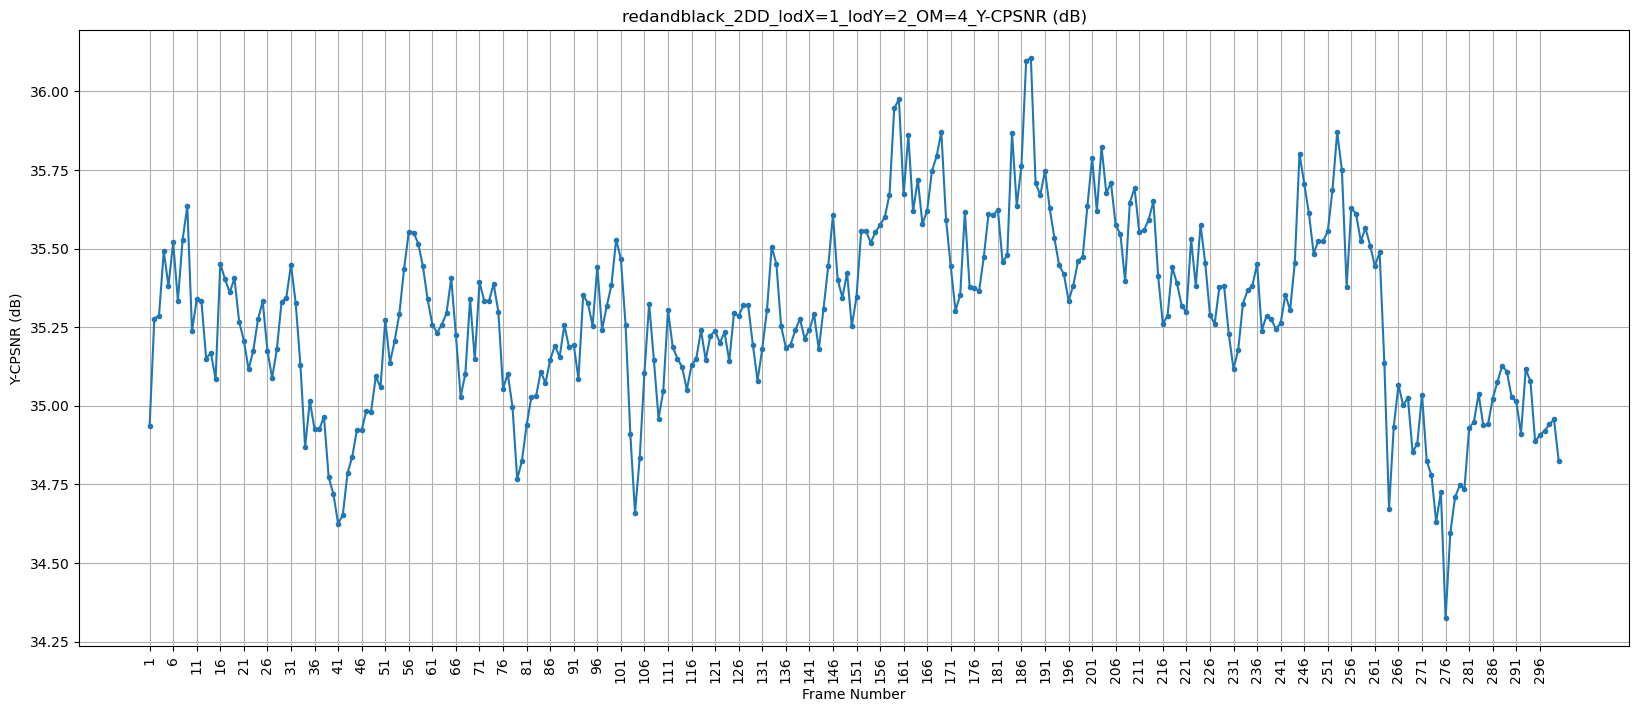 redandblack_2DD_lodX=1_lodY=2_OM=4_Y-CPSNR (dB)
Y-CPSNR (dB)
36.00
35.75
35.50
35.25
35.00
34.75
34.50
34.25
1 6 11 16 21 26 31 36 41 46 51 56 61 66 71 76 81 86 91 96 101 106 111 116 121 126 131 136 141 146 151 156 161 166 171 176 181 186 191 196 201 206 211 216 221 226 231 236 241 246 251 256 261 266 271 276 281 286 291 296
Frame Number